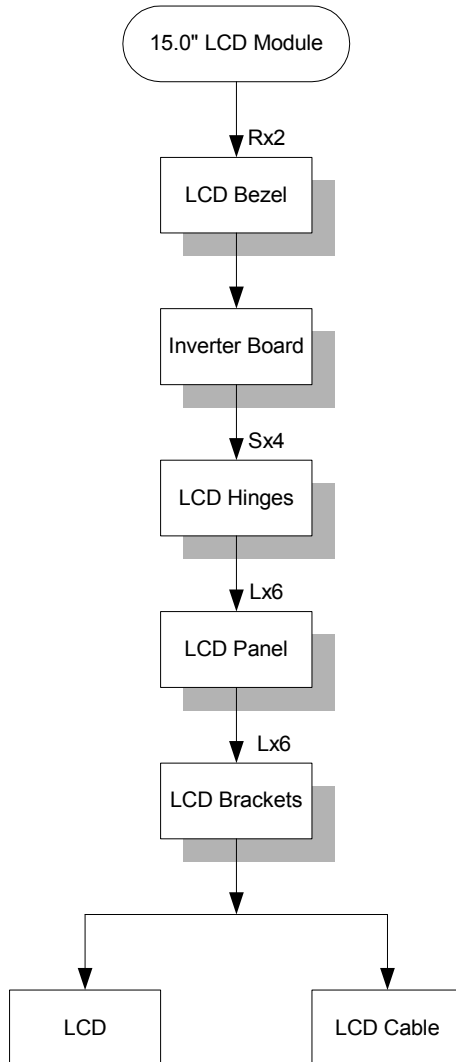 15.0" LCD Module
Rx2
LCD Bezel
Inverter Board
Sx4
LCD Hinges
Lx6
LCD Panel
Lx6
LCD Brackets
LCD
LCD Cable